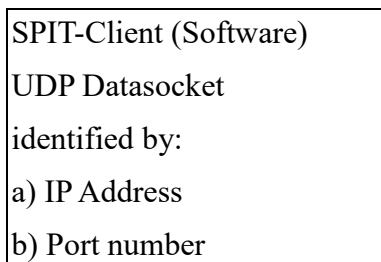 SPIT-Client (Software)
UDP Datasocket
identified by:
a) IP Address
b) Port number